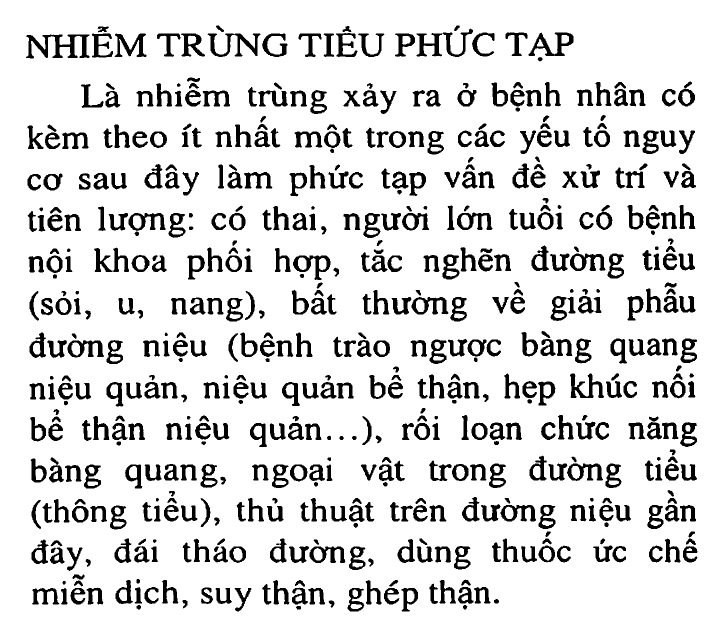 NHIỄM TRÙNG TIỂU PHỨC TẠP
Là nhiễm trùng xảy ra ở bệnh nhân có
kèm theo ít nhất một trong các yếu tố nguy
cơ sau đây làm phức tạp vấn đề xử trí và
tiên lượng: có thai, người lớn tuổi có bệnh
nội khoa phối hợp, tắc nghẽn đường tiểu
(sỏi, u, nang), bất thường về giải phẫu
đường niệu (bệnh trào ngược bàng quang
niệu quản, niệu quản bể thận, hẹp khúc nối
bể thận niệu quản...), rối loạn chức năng
bàng quang, ngoại vật trong đường tiểu
(thông tiểu), thủ thuật trên đường niệu gần
đây, đái tháo đường, dùng thuốc ức chế
miễn dịch, suy thận, ghép thận.